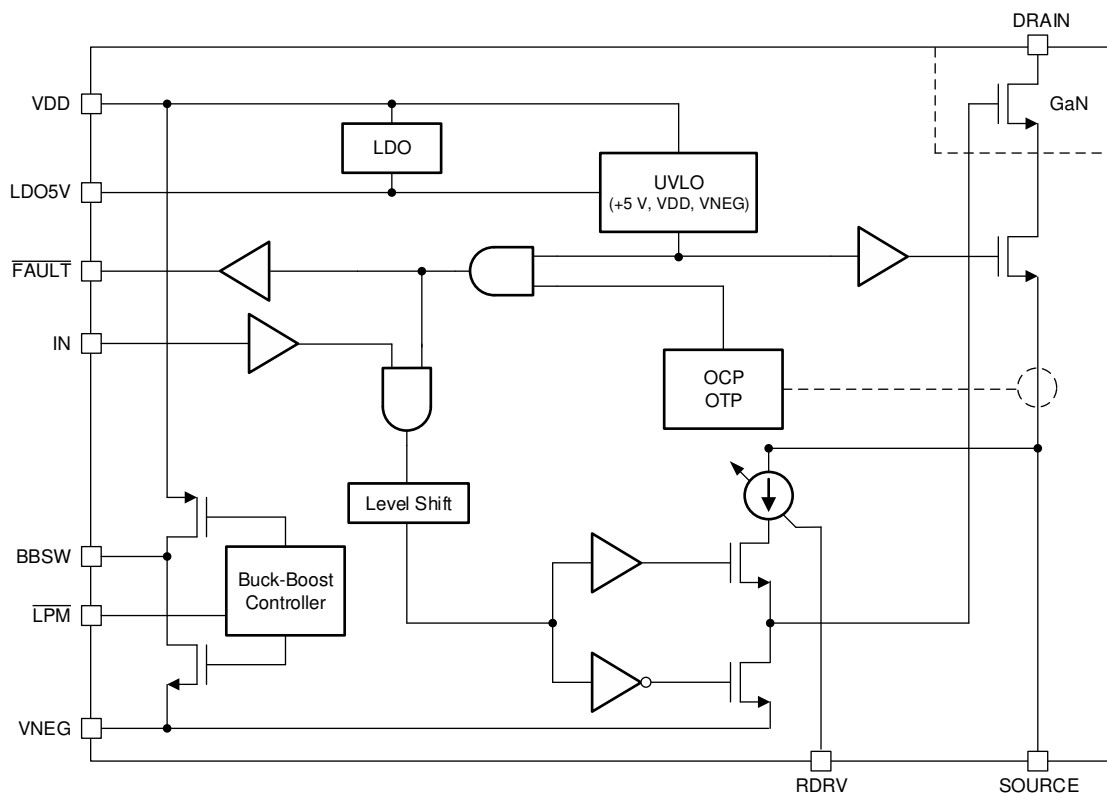 DRAIN
VDD
GaN
LDO
LDO5V
UVLO
(+5 V, VDD, VNEG)
FAULT
IN
OCP
OTP
Level Shift
BBSW
Buck-Boost
Controller
LPM
VNEG
RDRV
SOURCE